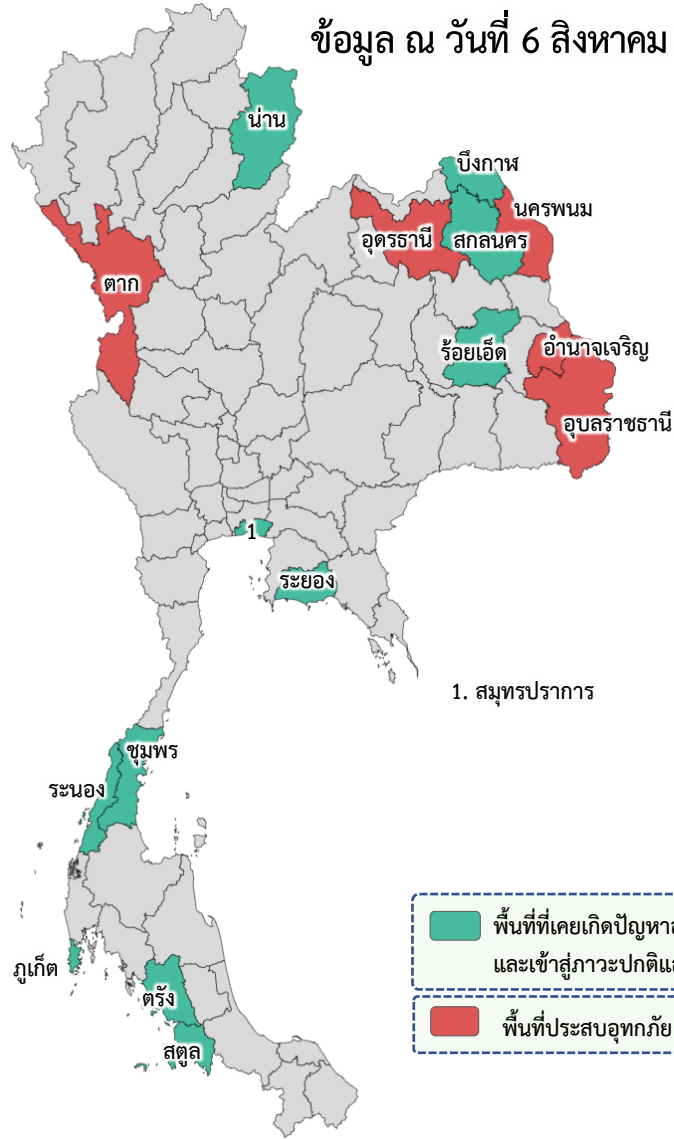 ข้อมูล ณ วันที่ 6 สิงหาคม
น่าน
บึงกาฬ
นครพนม
อุดรธานี
สกลนคร
ตาก
ร้อยเอ็ด
อำนาจเจริญ
อุบลราชธานี
1
ระยอง
1. สมุทรปราการ
ชุมพร
ระนอง
ภูเก็ต
ตรัง
สตูล
พื้นที่ที่เคยเกิดปัญหา
และเข้าสู่ภาวะปกติ
พื้นที่ประสบอุทกภัย